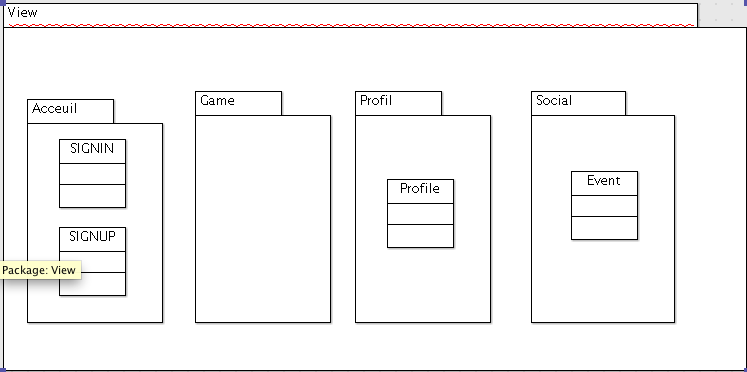 View
Acceuil
Game
Profil
Social
SIGNIN
SIGNUP
Profile
Event
Package: View